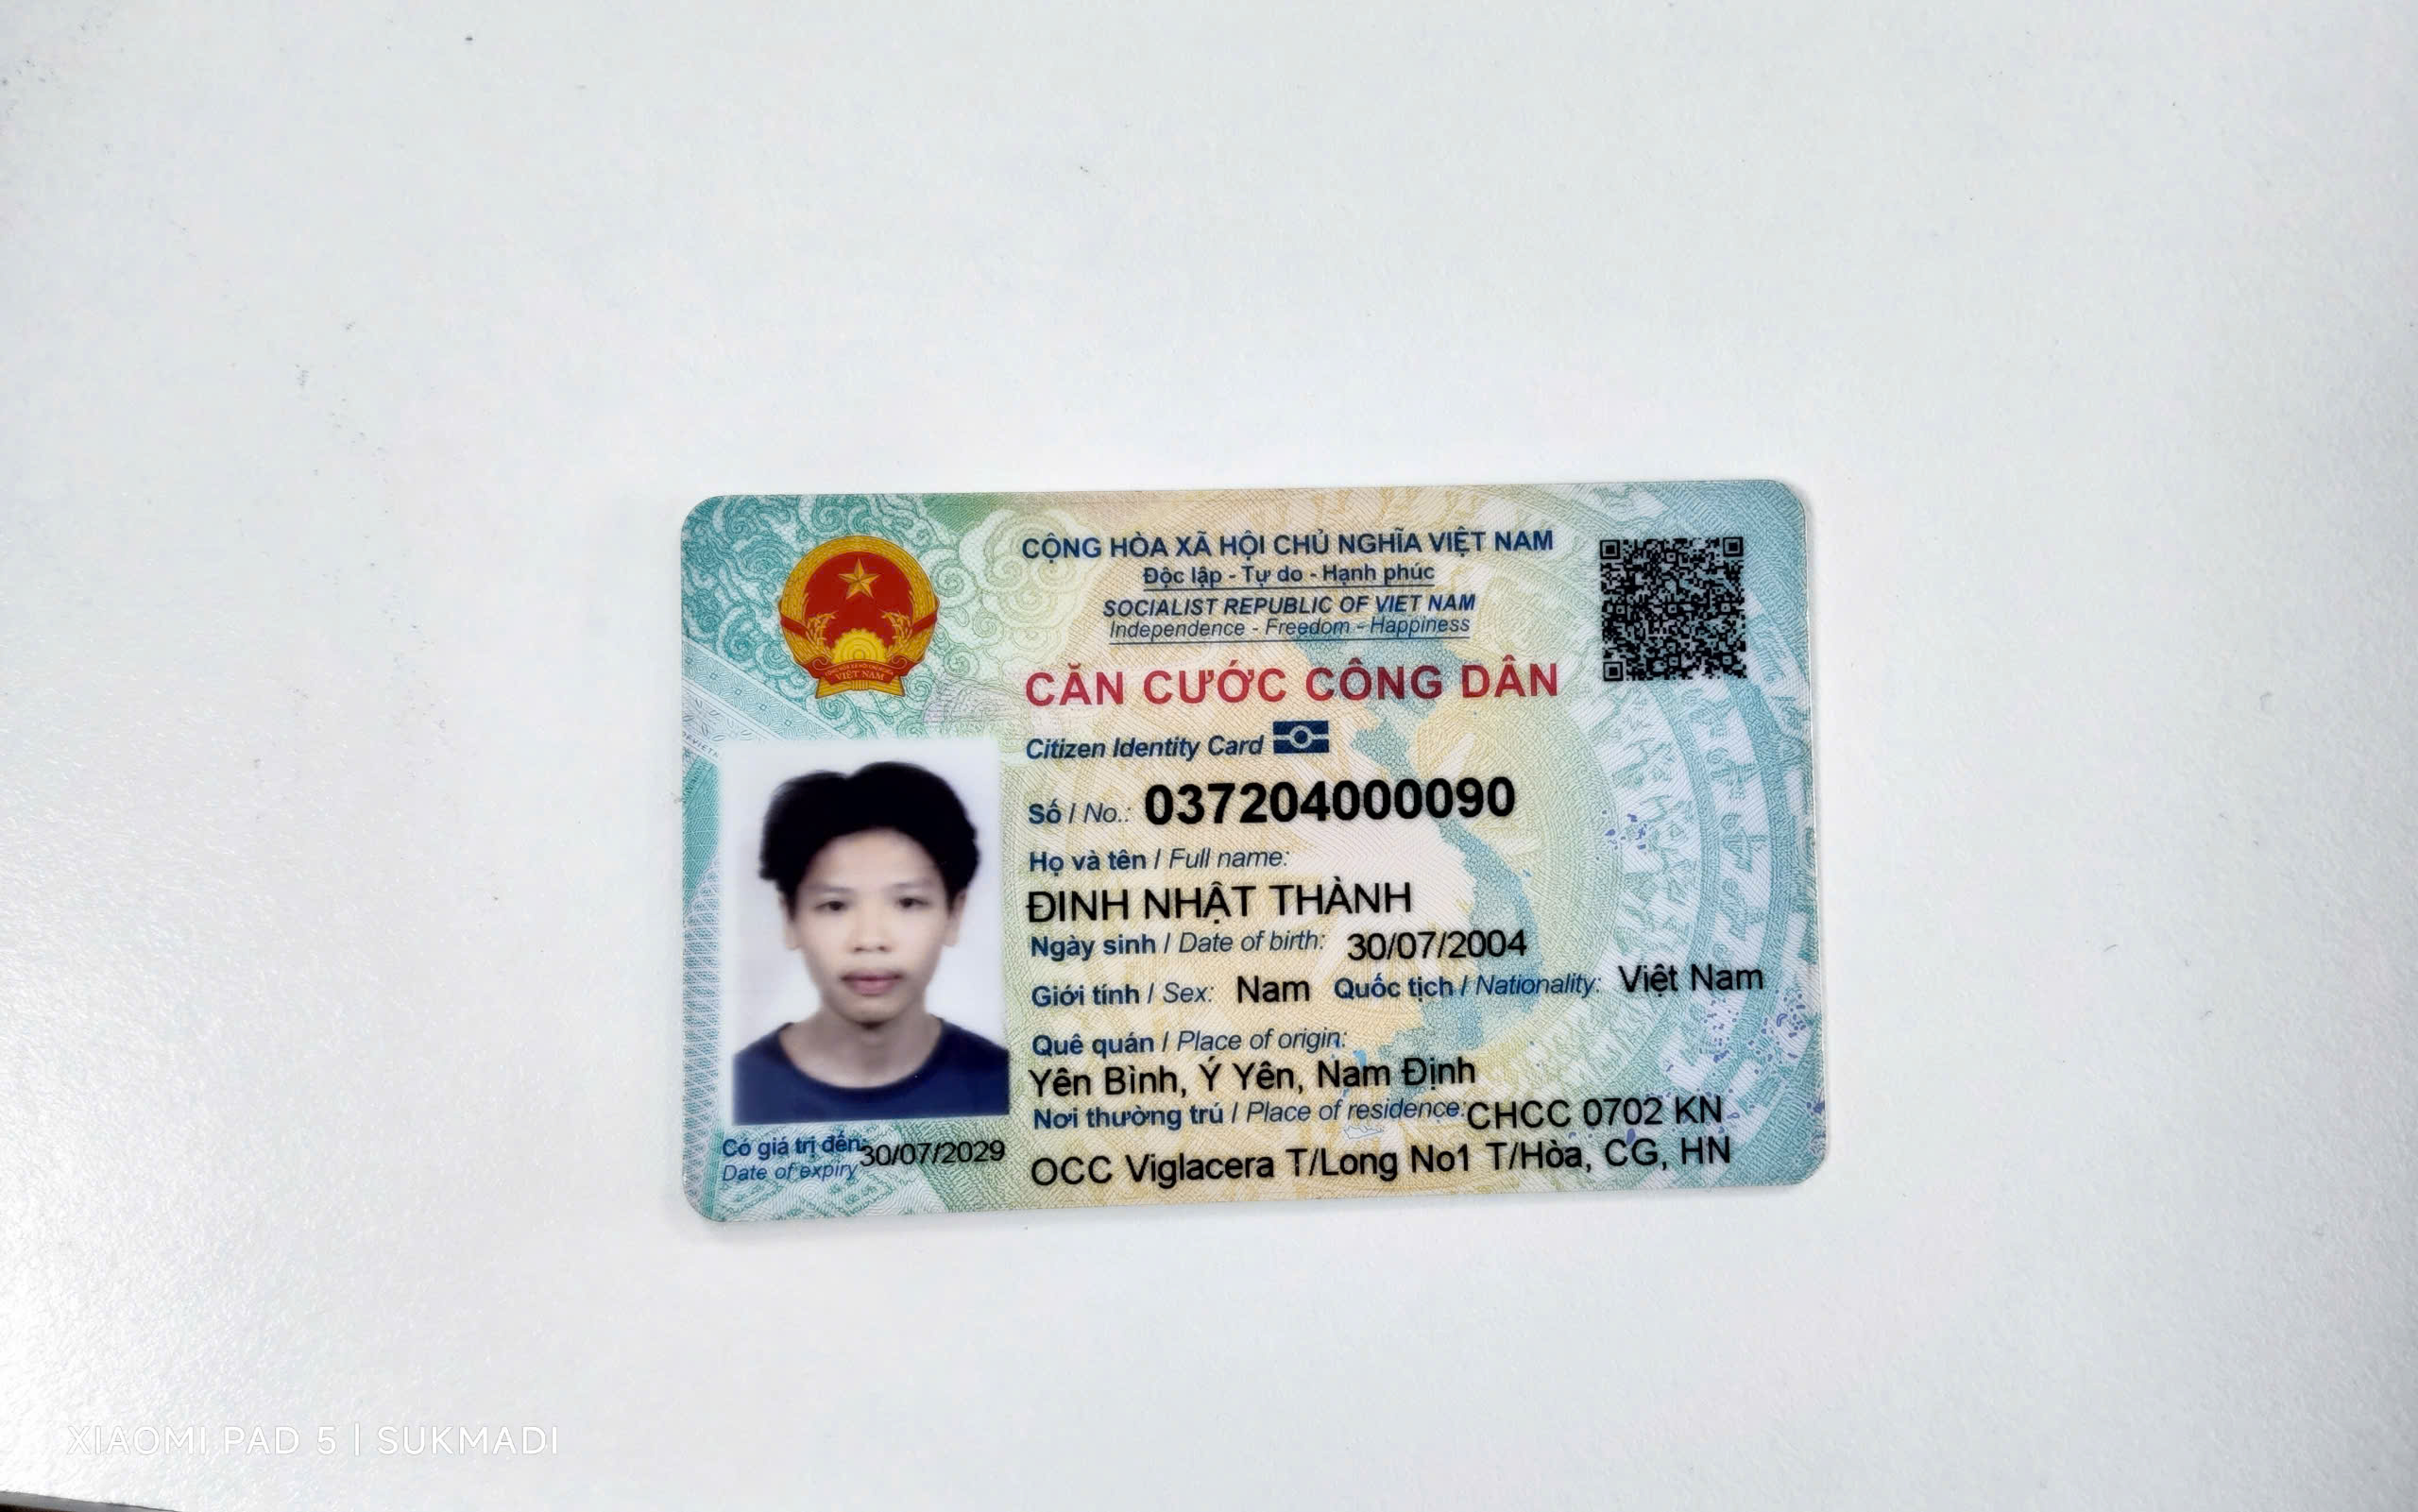 CỘNG HÒA XÃ HỘI CHỦ NGHĨA VIỆT NAM
Độc lập - Tự do - Hạnh phúc
SOCIALIST REPUBLIC OF VIET NAM
Independence - Freedom - Happiness
CĂN CƯỚC CÔNG DÂN
Citizen Identity Card
Số / No.: 037204000090
Họ và tên / Full name:
ĐINH NHẬT THÀNH
Ngày sinh / Date of birth: 30/07/2004
Giới tính / Sex: Nam Quốc tịch / Nationality: Việt Nam
Quê quán / Place of origin:
Yên Bình, Ý Yên, Nam Định
Nơi thường trú / Place of residence: CHCC 0702 KN
OCC Viglacera T/Long No1 T/Hòa, CG, HN
Có giá trị đến: 30/07/2029
Date of expiry
VIỆT NAM
XIAOMI PAD 5 | SUKMADI